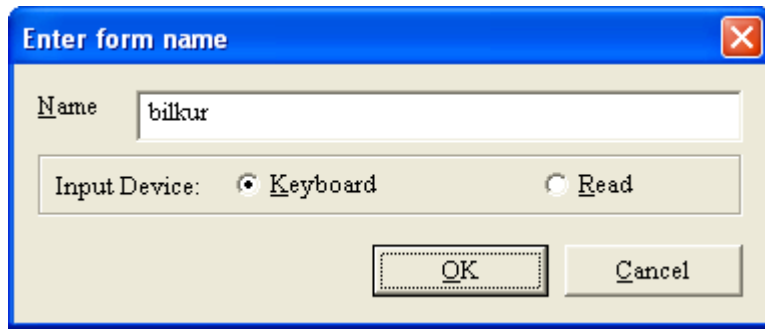 Enter form name
Name bilkur
Input Device: Keyboard Read
OK Cancel